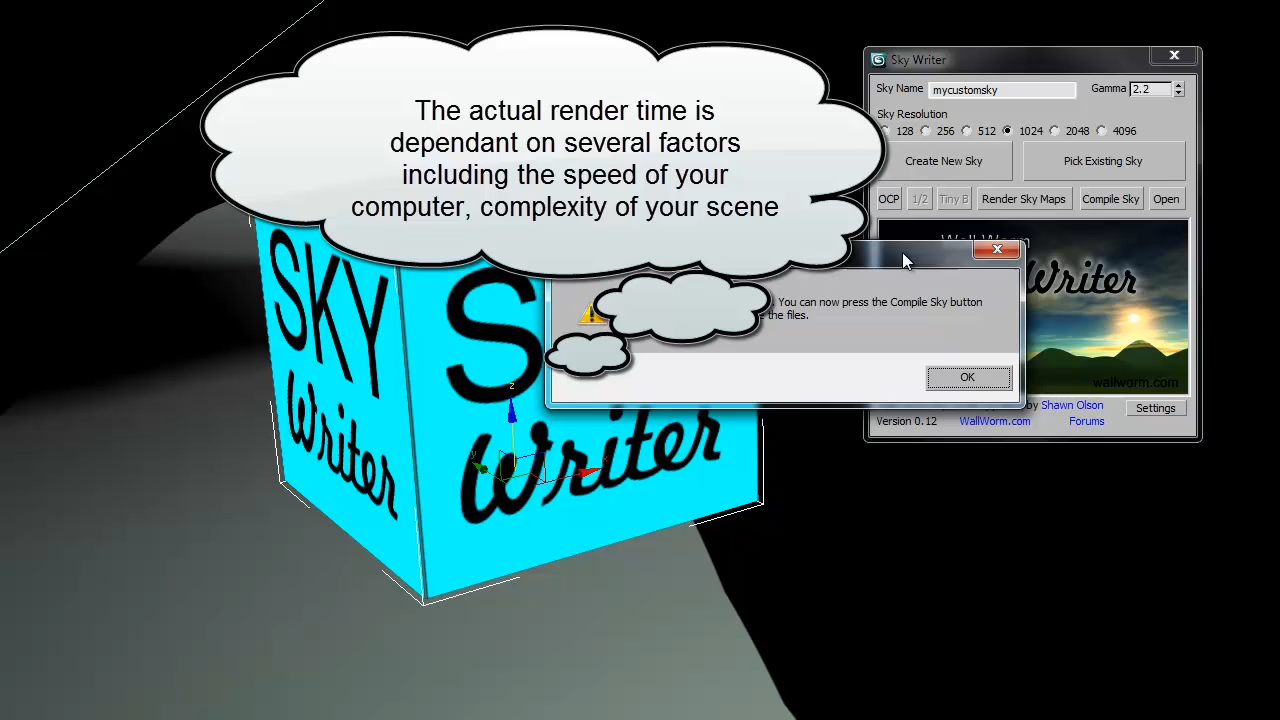 The actual render time is
dependant on several factors
including the speed of your
computer, complexity of your scene
Sky Writer
Sky Name mycustomsky Gamma 2.2
Sky Resolution
128 256 512 1024 2048 4096
Create New Sky Pick Existing Sky
OCP 1/2 Tiny B Render Sky Maps Compile Sky Open
Writer
wallworm.com
by Shawn Olson Settings
Version 0.12 WallWorm.com Forums
. You can now press the Compile Sky button
the files.
OK
SKY
Writer
S
Writer
z